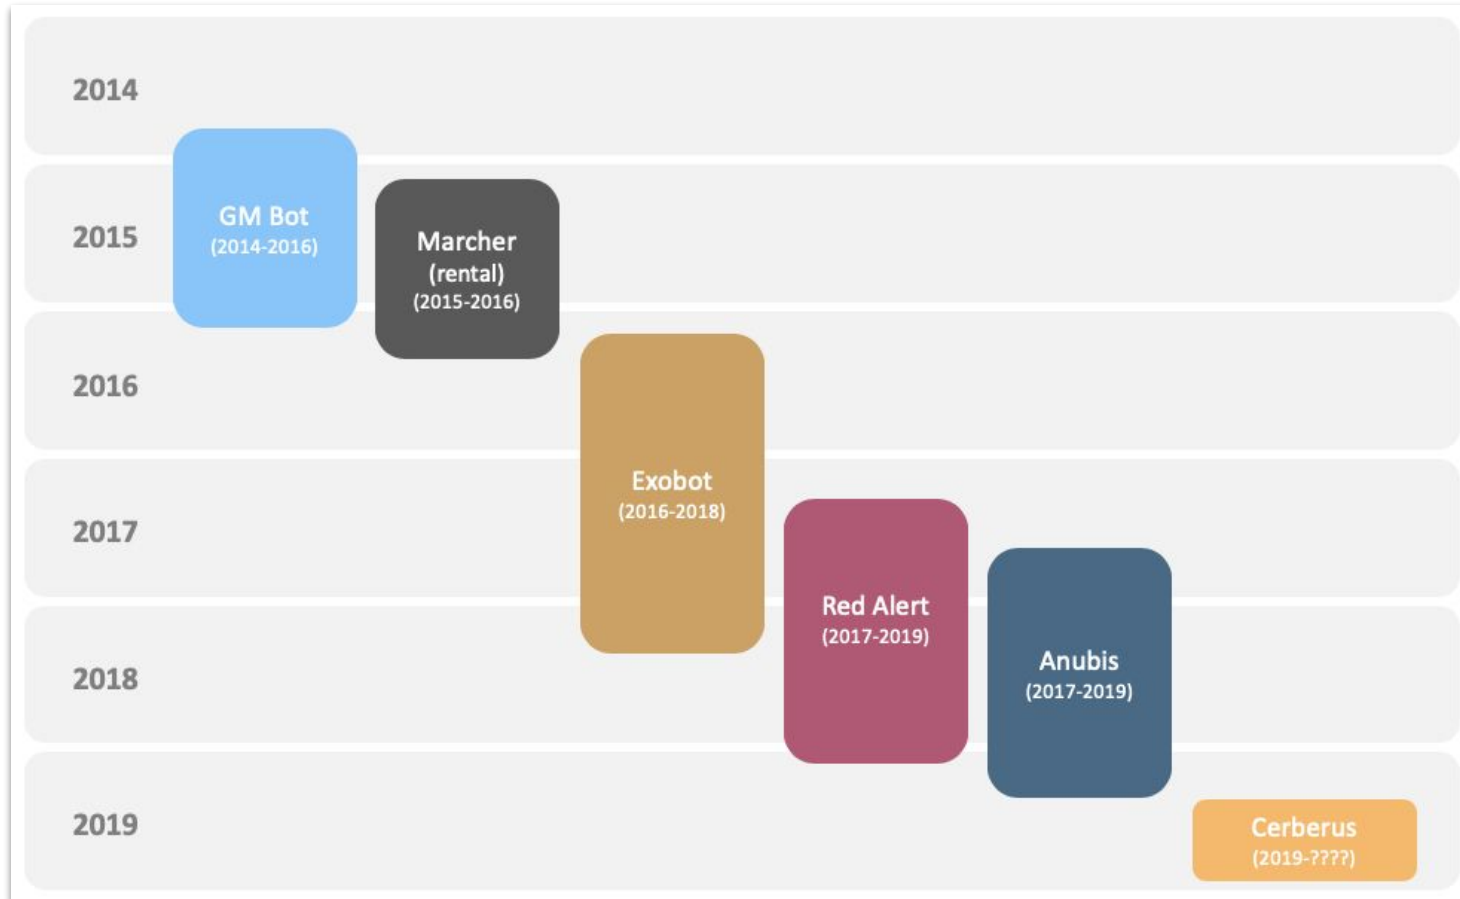 2014
GM Bot
(2014-2016)
2015
Marcher
(rental)
(2015-2016)
2016
Exobot
(2016-2018)
2017
Red Alert
(2017-2019)
Anubis
(2017-2019)
2018
2019
Cerberus
(2019-????)